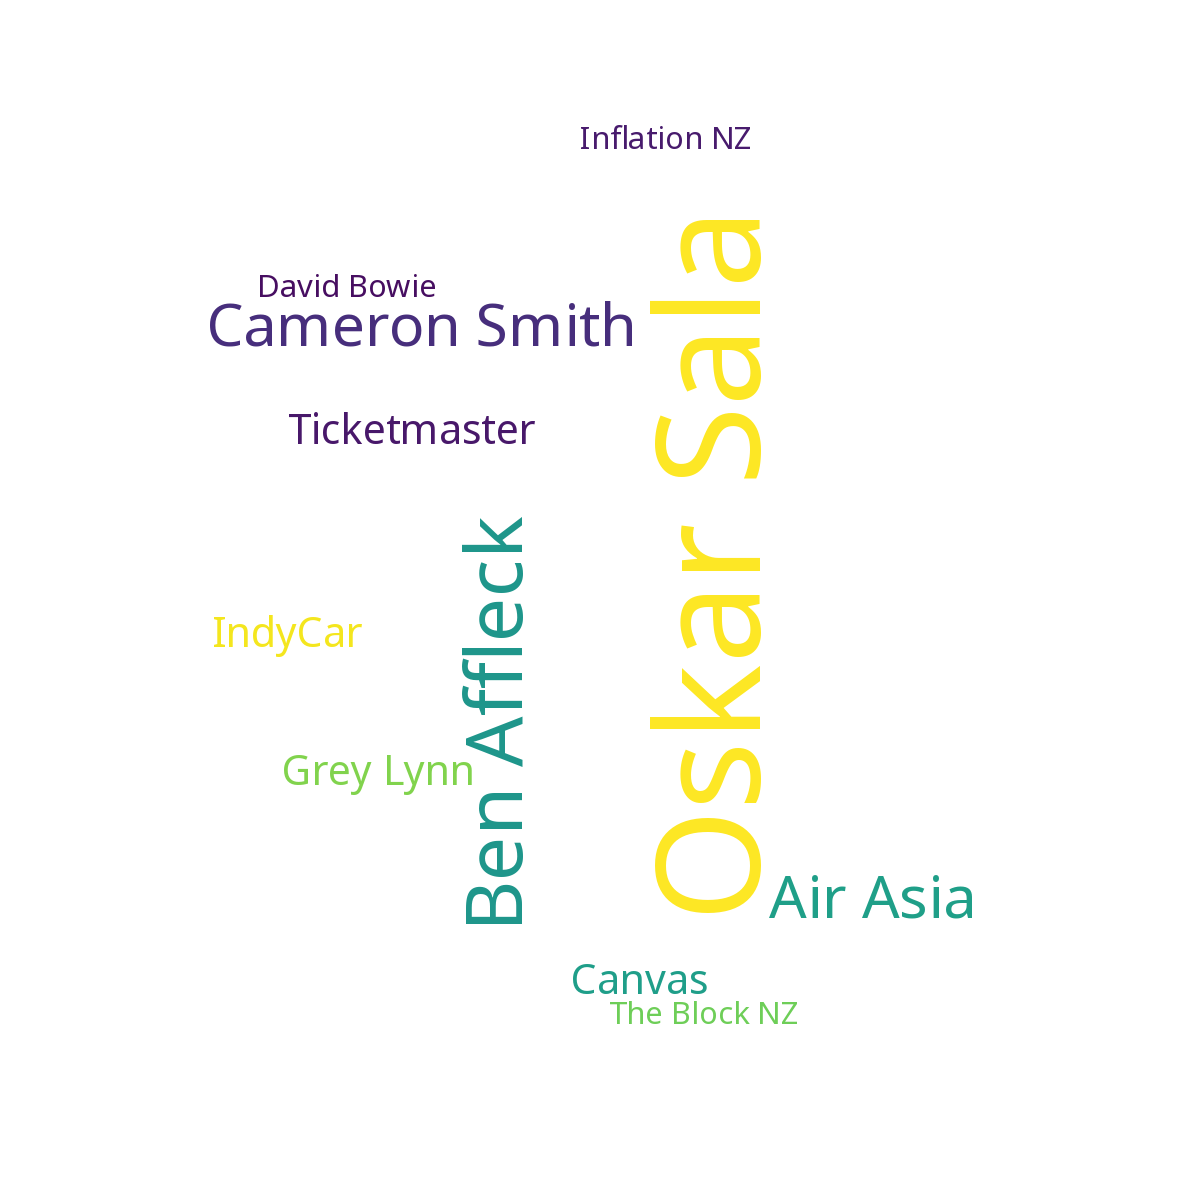 Inflation NZ
David Bowie
Cameron Smith
Oskar Sala
Ticketmaster
Ben Affleck
IndyCar
Grey Lynn
Air Asia
Canvas
The Block NZ